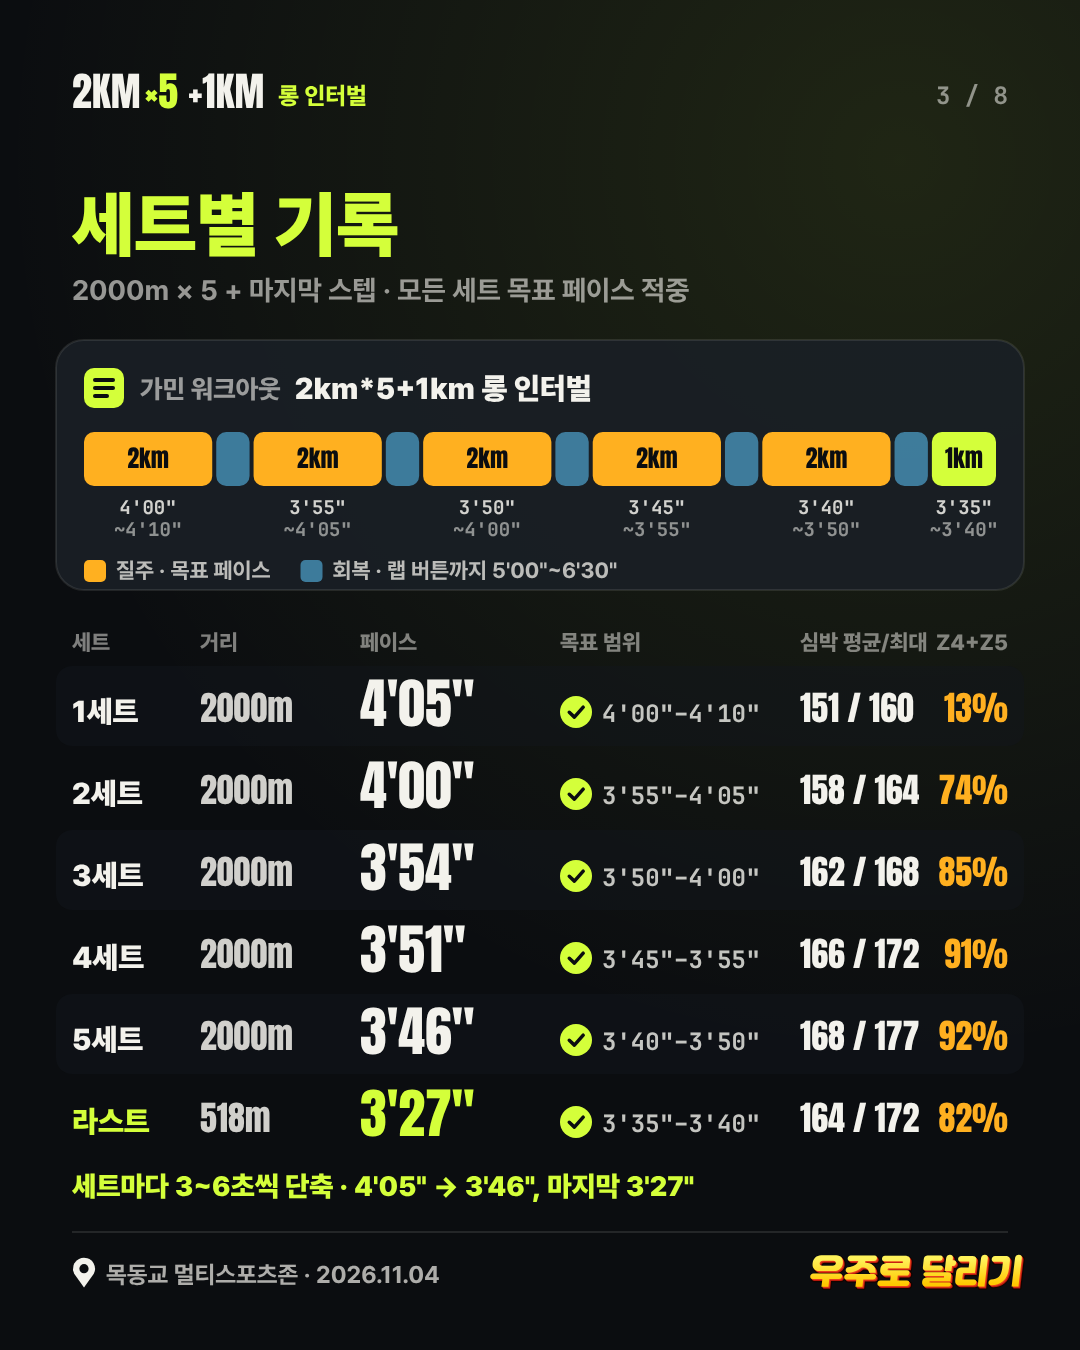 2KM×5 +1KM 롱 인터벌
3 / 8
세트별 기록
2000m × 5 + 마지막 스텝 · 모든 세트 목표 페이스 적중
가민 워크아웃 2km*5+1km 롱 인터벌
2km 2km 2km 2km 2km 1km
4'00" 3'55" 3'50" 3'45" 3'40" 3'35"
~4'10" ~4'05" ~4'00" ~3'55" ~3'50" ~3'40"
질주 · 목표 페이스 회복 · 랩 버튼까지 5'00"~6'30"
세트 거리 페이스 목표 범위 심박 평균/최대 Z4+Z5
1세트 2000m 4'05" 4'00"–4'10" 151 / 160 13%
2세트 2000m 4'00" 3'55"–4'05" 158 / 164 74%
3세트 2000m 3'54" 3'50"–4'00" 162 / 168 85%
4세트 2000m 3'51" 3'45"–3'55" 166 / 172 91%
5세트 2000m 3'46" 3'40"–3'50" 168 / 177 92%
라스트 518m 3'27" 3'35"–3'40" 164 / 172 82%
세트마다 3~6초씩 단축 · 4'05" → 3'46", 마지막 3'27"
목동교 멀티스포츠존 · 2026.11.04
우주로 달리기